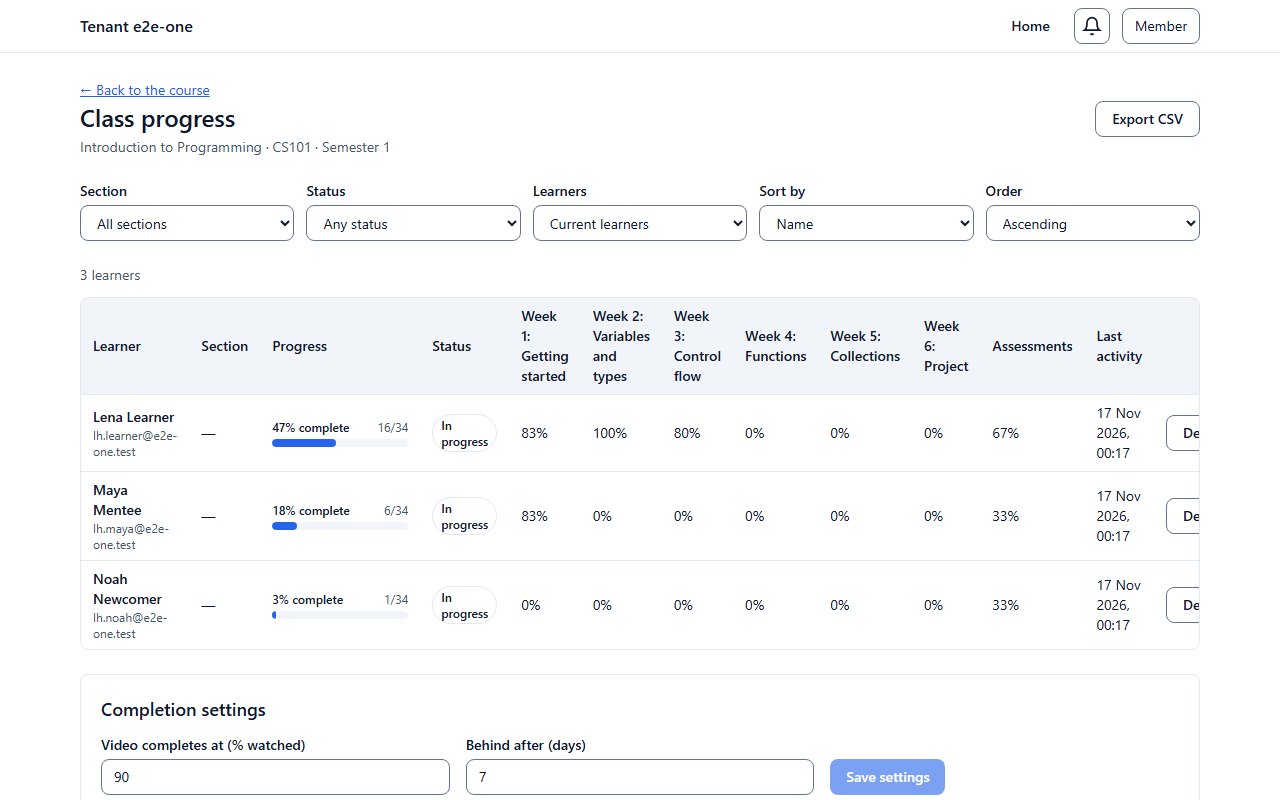 Tenant e2e-one
Home
Member
← Back to the course
Class progress
Export CSV
Introduction to Programming · CS101 · Semester 1
Section
Status
Learners
Sort by
Order
All sections
Any status
Current learners
Name
Ascending
3 learners
Learner
Section
Progress
Status
Week
1:
Getting
started
Week 2:
Variables
and
types
Week
3:
Control
flow
Week 4:
Functions
Week 5:
Collections
Week
6:
Project
Assessments
Last
activity
Lena Learner
lh.learner@e2e-
one.test
—
47% complete
16/34
In
progress
83%
100%
80%
0%
0%
0%
67%
17 Nov
2026,
00:17
De
Maya
Mentee
lh.maya@e2e-
one.test
—
18% complete
6/34
In
progress
83%
0%
0%
0%
0%
0%
33%
17 Nov
2026,
00:17
De
Noah
Newcomer
lh.noah@e2e-
one.test
—
3% complete
1/34
In
progress
0%
0%
0%
0%
0%
0%
33%
17 Nov
2026,
00:17
De
Completion settings
Video completes at (% watched)
Behind after (days)
90
7
Save settings